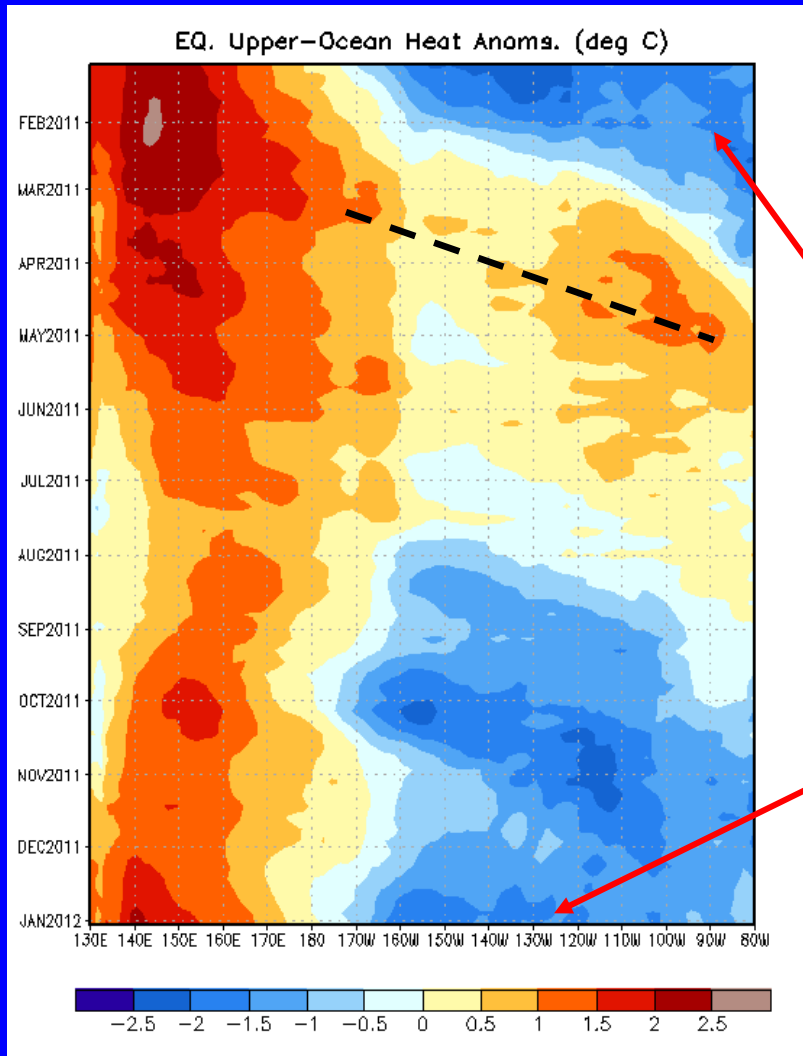 EQ. Upper-Ocean Heat Anoms. (deg C)
FEB2011
MAR2011
APR2011
MAY2011
JUN2011
JUL2011
AUG2011
SEP2011
OCT2011
NOV2011
DEC2011
JAN2012
130E 140E 150E 160E 170E 180 170W 160W 150W 140W 130W 120W 110W 100W 90W 80W
-2.5 -2 -1.5 -1 -0.5 0 0.5 1 1.5 2 2.5